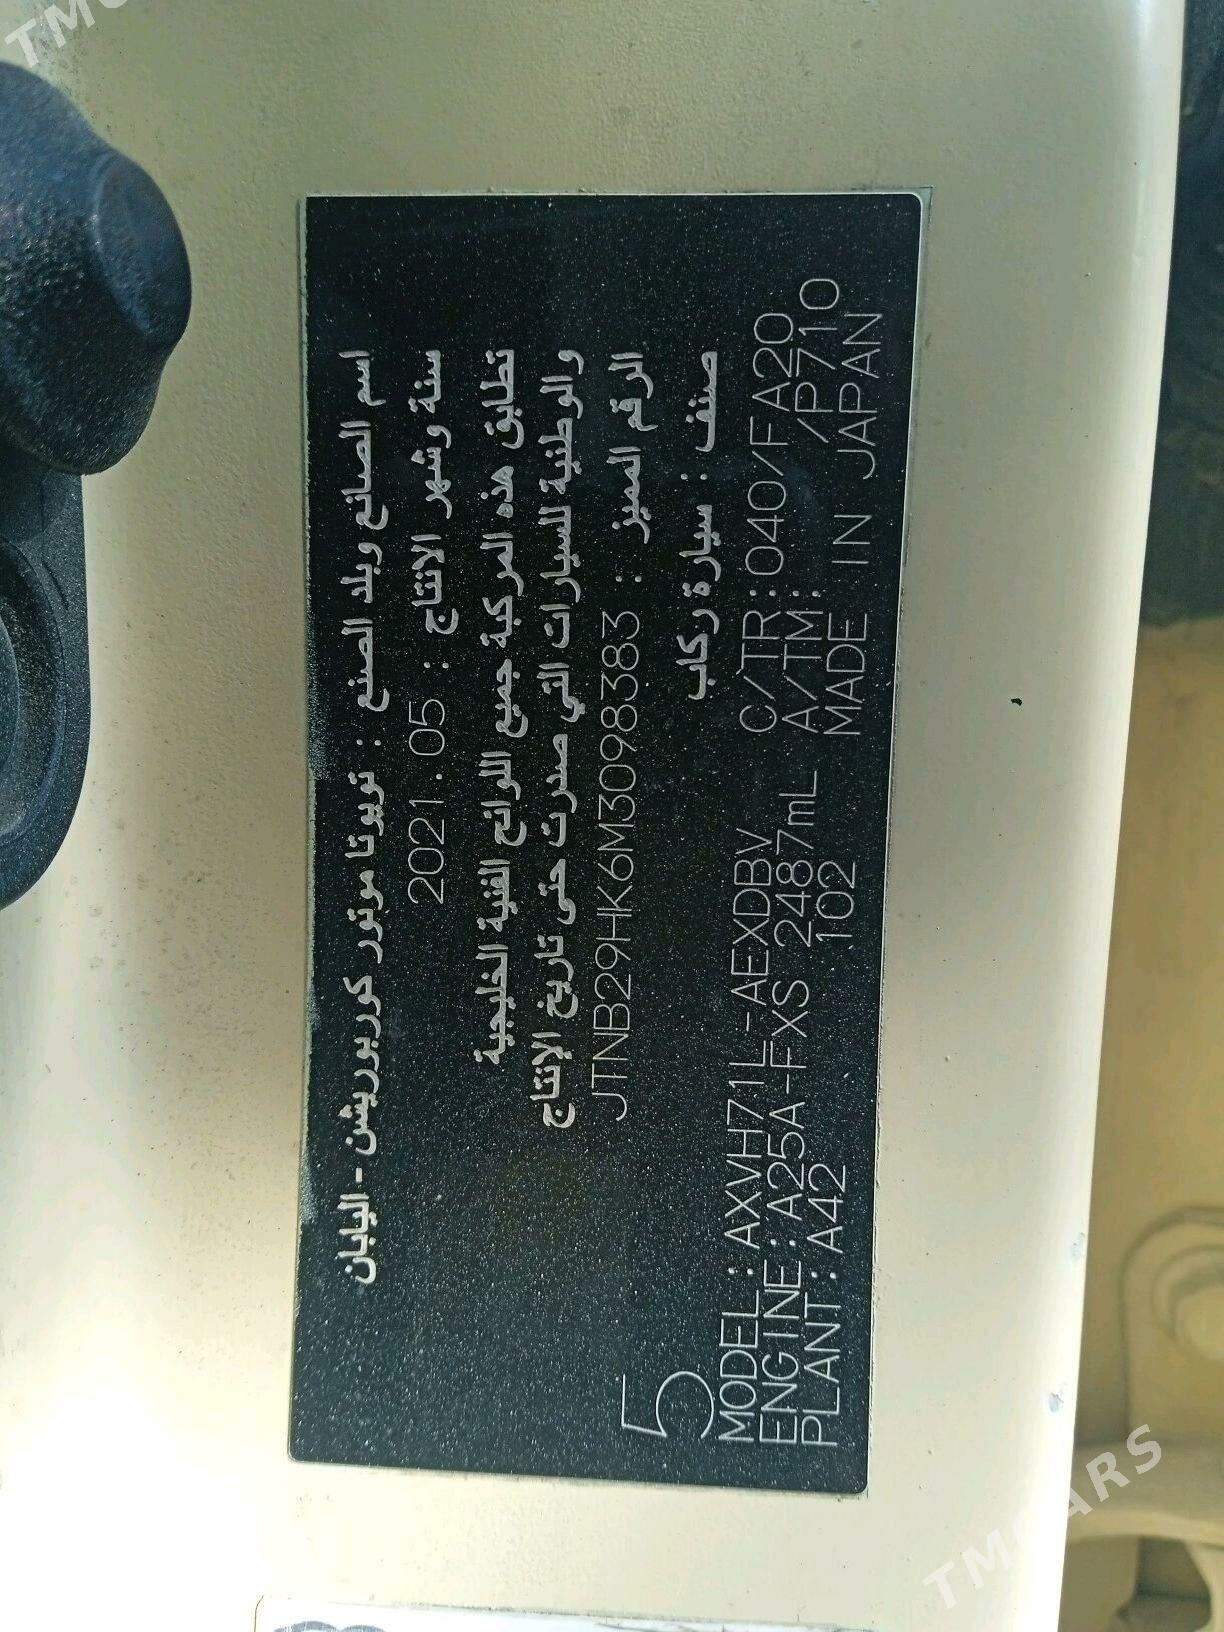 اسم الصانع وبلد الصنع : تويوتا موتور كوربوريشن - اليابان
سنة وشهر الانتاج : 2021.05
تطابق هذه المركبة جميع اللوائح الفنية الخليجية
والوطنية للسيارات التي صدرت حتى تاريخ الإنتاج
الرقم المميز : JTNB29HK6M3098383
صنف : سيارة ركاب
5
MODEL : AXVH71L-AEXDBV C/TR: 040/FA20
ENGINE : A25A-FXS 2487mL A/TM: /P710
PLANT : A42 102 MADE IN JAPAN
TMCARS